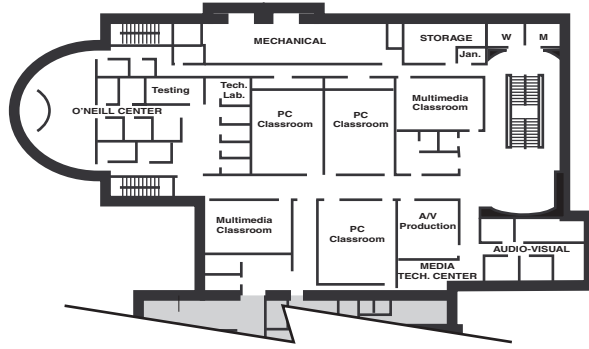 MECHANICAL
STORAGE
W
M
Jan.
Testing
Tech.
Lab.
O'NEILL CENTER
PC
Classroom
PC
Classroom
Multimedia
Classroom
Multimedia
Classroom
PC
Classroom
A/V
Production
AUDIO-VISUAL
MEDIA
TECH. CENTER